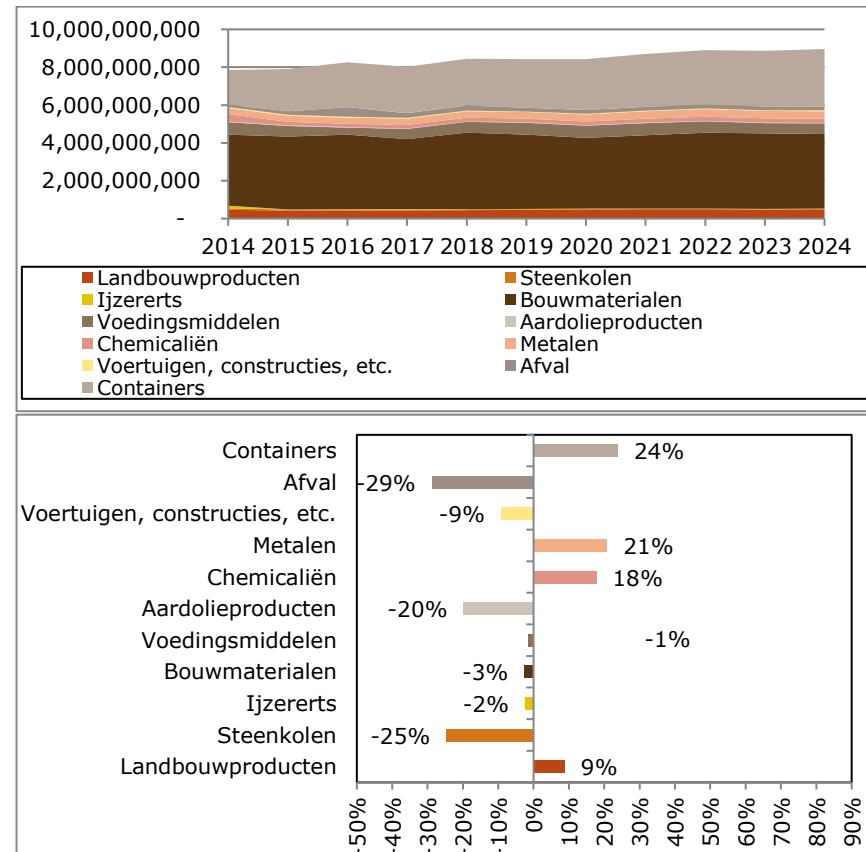 10,000,000,000
8,000,000,000
6,000,000,000
4,000,000,000
2,000,000,000
-
2014 2015 2016 2017 2018 2019 2020 2021 2022 2023 2024
Landbouwproducten Steenkolen
Ijzererts Bouwmaterialen
Voedingsmiddelen Aardolieproducten
Chemicaliën Metalen
Voertuigen, constructies, etc. Afval
Containers
Containers 24%
Afval -29%
Voertuigen, constructies, etc. -9%
Metalen 21%
Chemicaliën 18%
Aardolieproducten -20%
Voedingsmiddelen -1%
Bouwmaterialen -3%
Ijzererts -2%
Steenkolen -25%
Landbouwproducten 9%
-50% -40% -30% -20% -10% 0% 10% 20% 30% 40% 50% 60% 70% 80% 90%